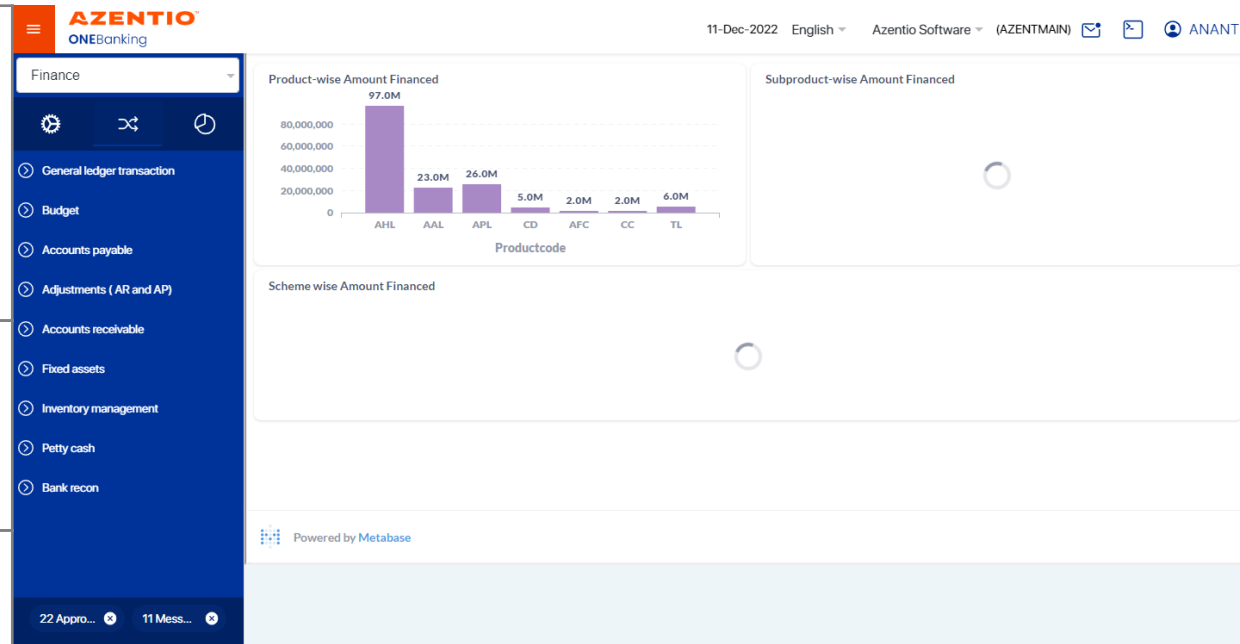 AZENTIO
ONEBanking
11-Dec-2022 English Azentio Software (AZENTMAIN) ANANT
Finance
General ledger transaction
Budget
Accounts payable
Adjustments ( AR and AP)
Accounts receivable
Fixed assets
Inventory management
Petty cash
Bank recon
22 Appro...
11 Mess...
Product-wise Amount Financed
97.0M
80,000,000
60,000,000
40,000,000
20,000,000
0
23.0M
26.0M
5.0M
2.0M
2.0M
6.0M
AHL AAL APL CD AFC CC TL
Productcode
Subproduct-wise Amount Financed
Scheme wise Amount Financed
Powered by Metabase